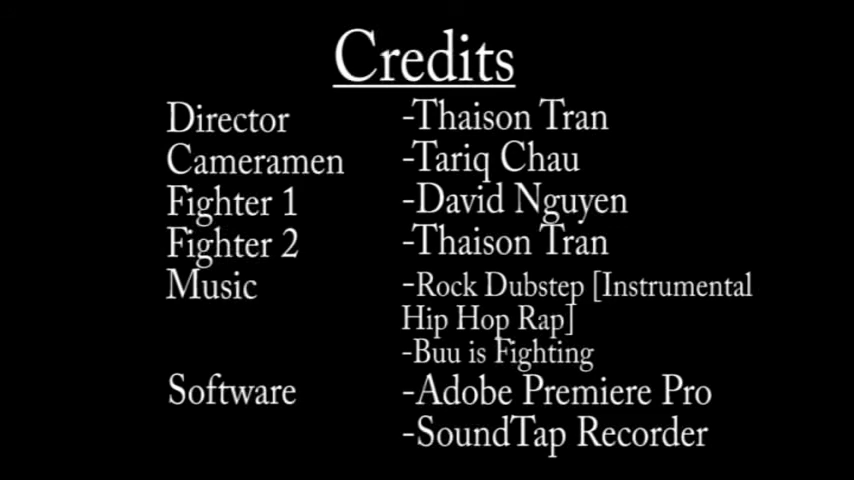 Credits
Director -Thaison Tran
Cameramen -Tariq Chau
Fighter 1 -David Nguyen
Fighter 2 -Thaison Tran
Music -Rock Dubstep [Instrumental
Hip Hop Rap]
-Buu is Fighting
Software -Adobe Premiere Pro
-SoundTap Recorder